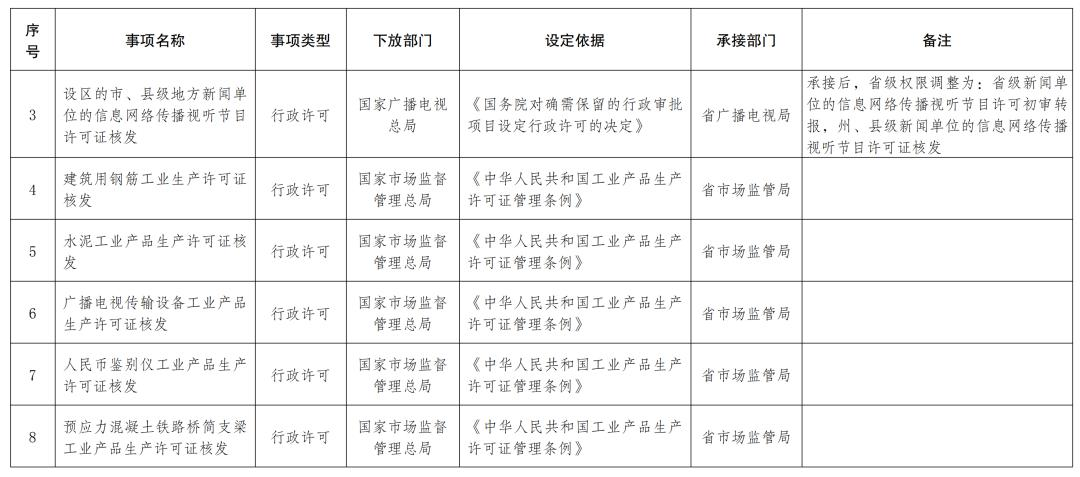 序号
事项名称
事项类型
下放部门
设定依据
承接部门
备注
3
设区的市、县级地方新闻单
位的信息网络传播视听节目
许可证核发
行政许可
国家广播电视
总局
《国务院对确需保留的行政审批
项目设定行政许可的决定》
省广播电视局
承接后，省级权限调整为：省级新闻单
位的信息网络传播视听节目许可初审转
报，州、县级新闻单位的信息网络传播
视听节目许可证核发
4
建筑用钢筋工业生产许可证
核发
行政许可
国家市场监督
管理总局
《中华人民共和国工业产品生产
许可证管理条例》
省市场监管局
5
水泥工业产品生产许可证核
发
行政许可
国家市场监督
管理总局
《中华人民共和国工业产品生产
许可证管理条例》
省市场监管局
6
广播电视传输设备工业产品
生产许可证核发
行政许可
国家市场监督
管理总局
《中华人民共和国工业产品生产
许可证管理条例》
省市场监管局
7
人民币鉴别仪工业产品生产
许可证核发
行政许可
国家市场监督
管理总局
《中华人民共和国工业产品生产
许可证管理条例》
省市场监管局
8
预应力混凝土铁路桥简支梁
工业产品生产许可证核发
行政许可
国家市场监督
管理总局
《中华人民共和国工业产品生产
许可证管理条例》
省市场监管局